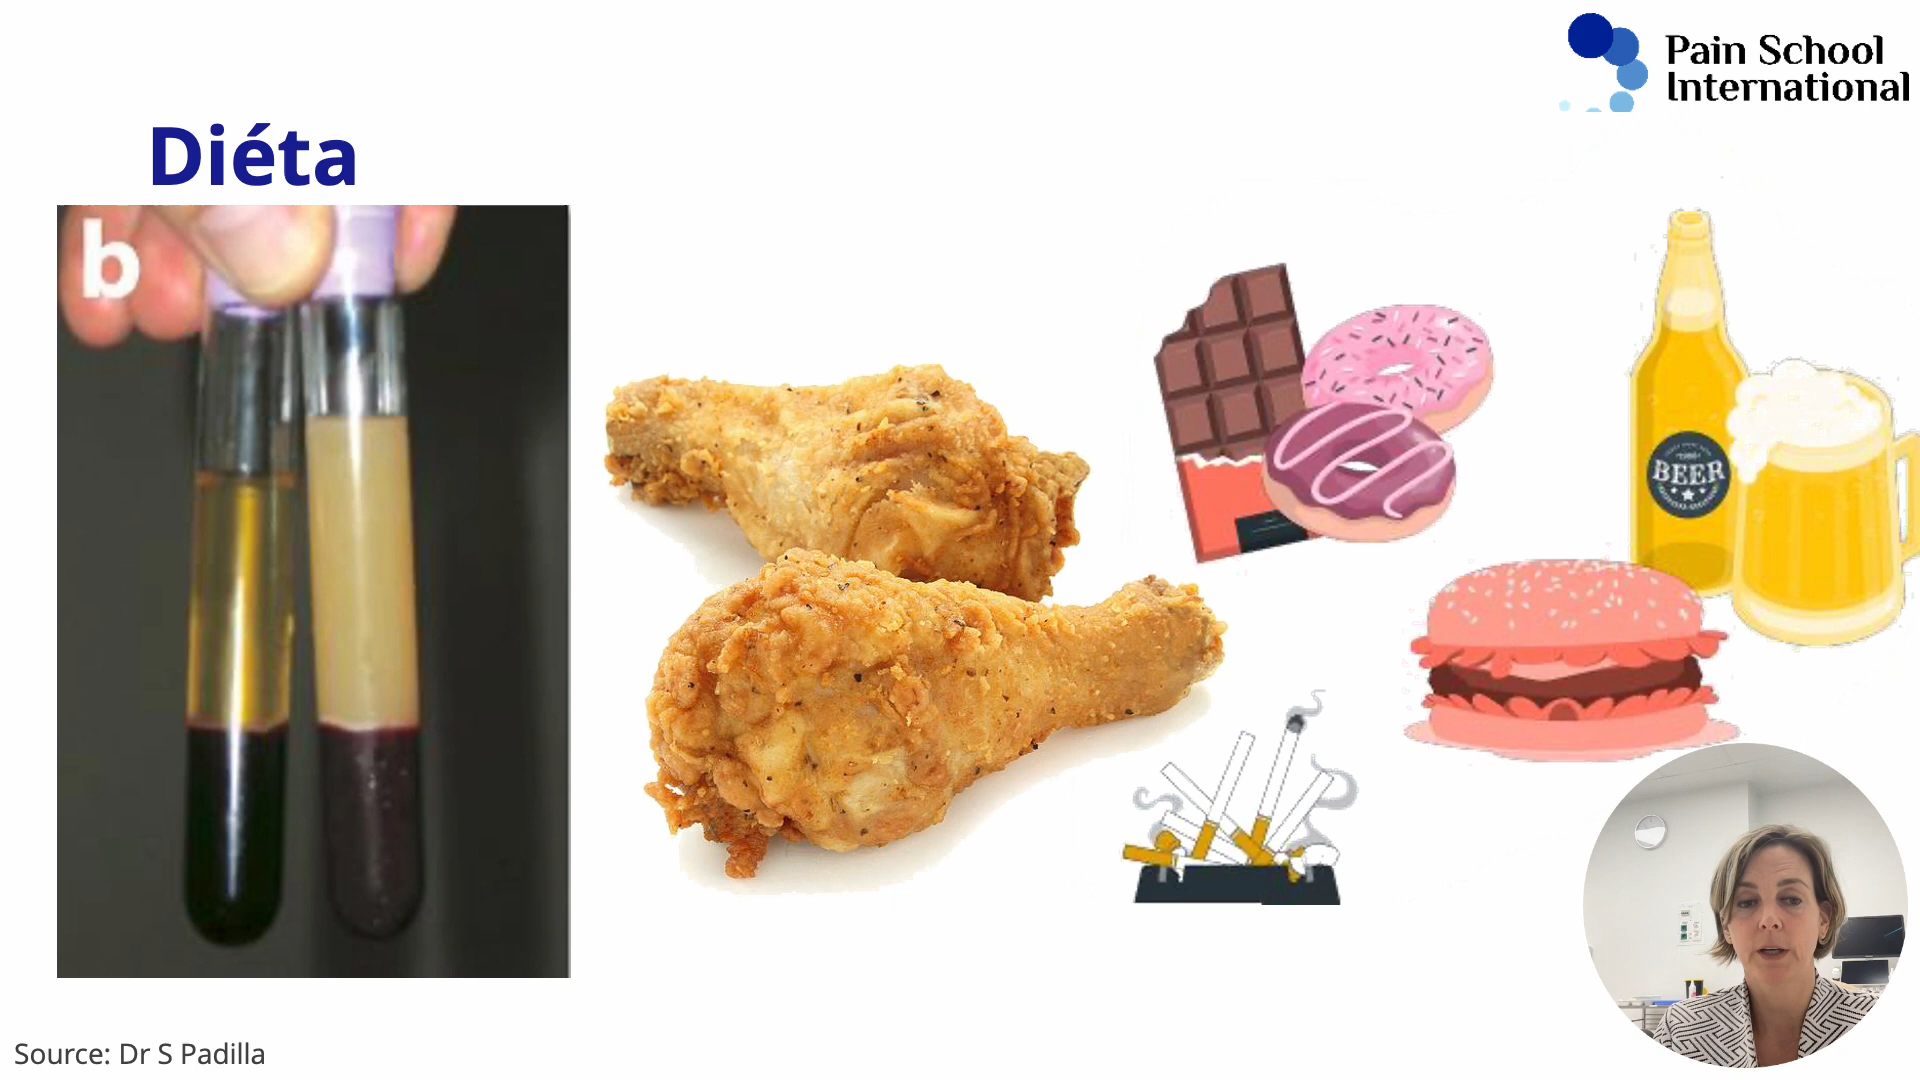 Pain School
International
Diéta
b
BEER
Source: Dr S Padilla